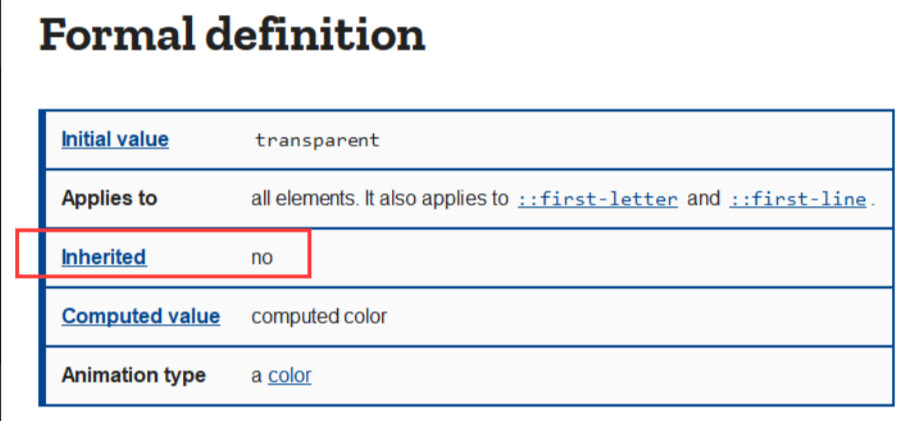 Formal definition
Initial value transparent
Applies to all elements. It also applies to ::first-letter and ::first-line.
Inherited no
Computed value computed color
Animation type a color